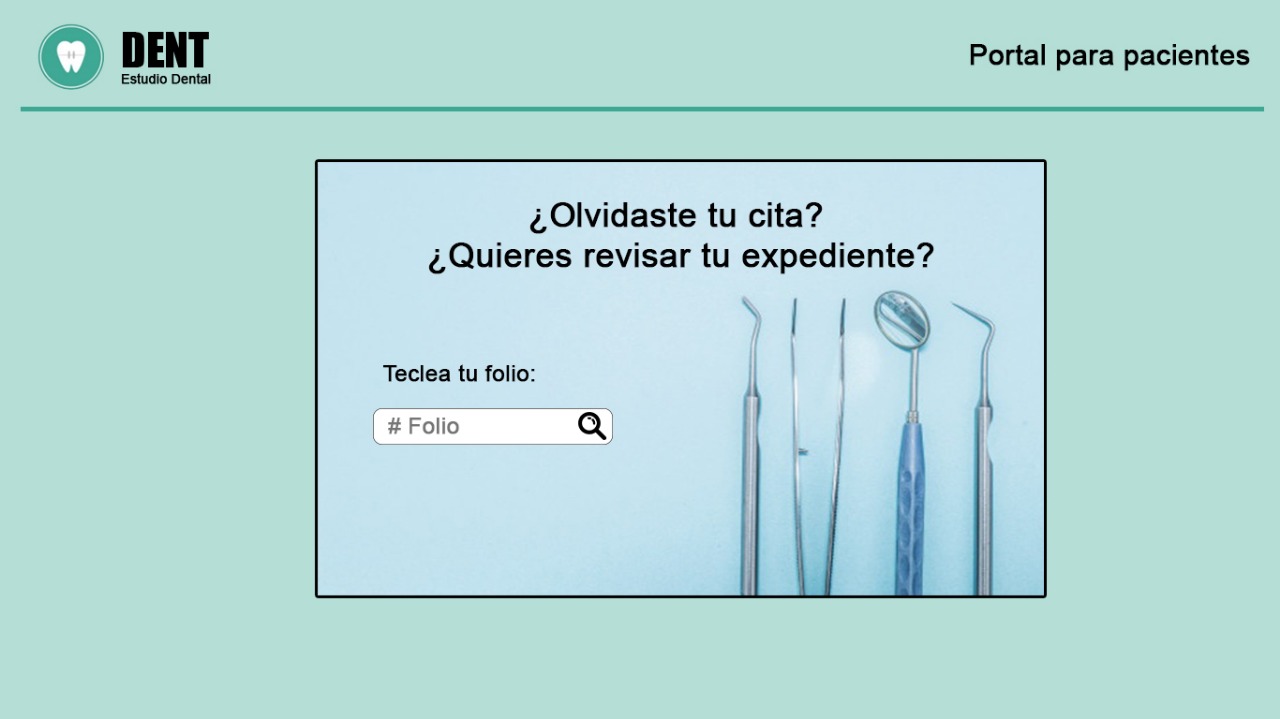 DENT
Estudio Dental
Portal para pacientes
¿Olvidaste tu cita?
¿Quieres revisar tu expediente?
Teclea tu folio:
# Folio